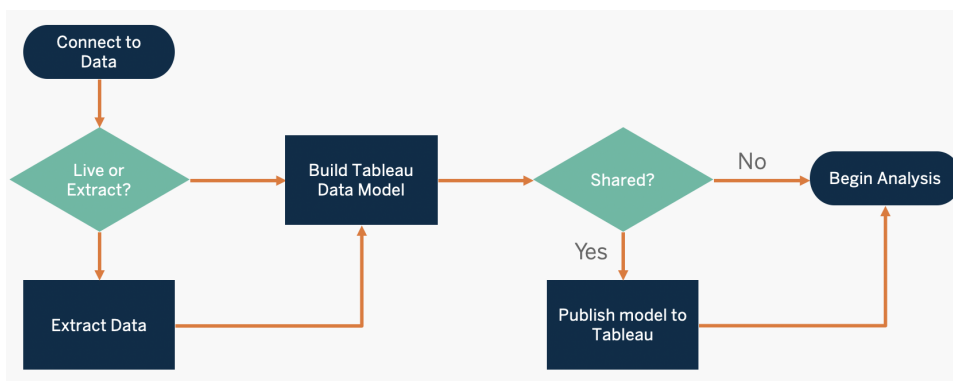 Connect to
Data
Live or
Extract?
Build Tableau
Data Model
Shared?
No
Begin Analysis
Yes
Extract Data
Publish model to
Tableau